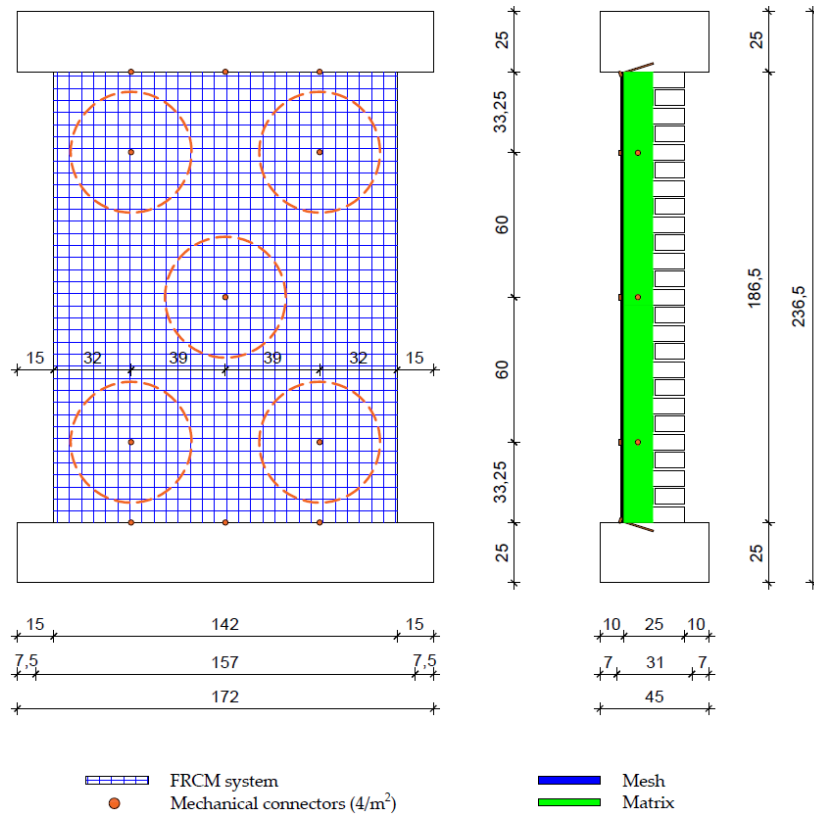 25
33,25
60
60
33,25
25
25
186,5
25
236,5
15 32 39 39 32 15
15 142 15
7,5 157 7,5
172
10 25 10
7 31 7
45
FRCM system
Mechanical connectors (4/m²)
Mesh
Matrix